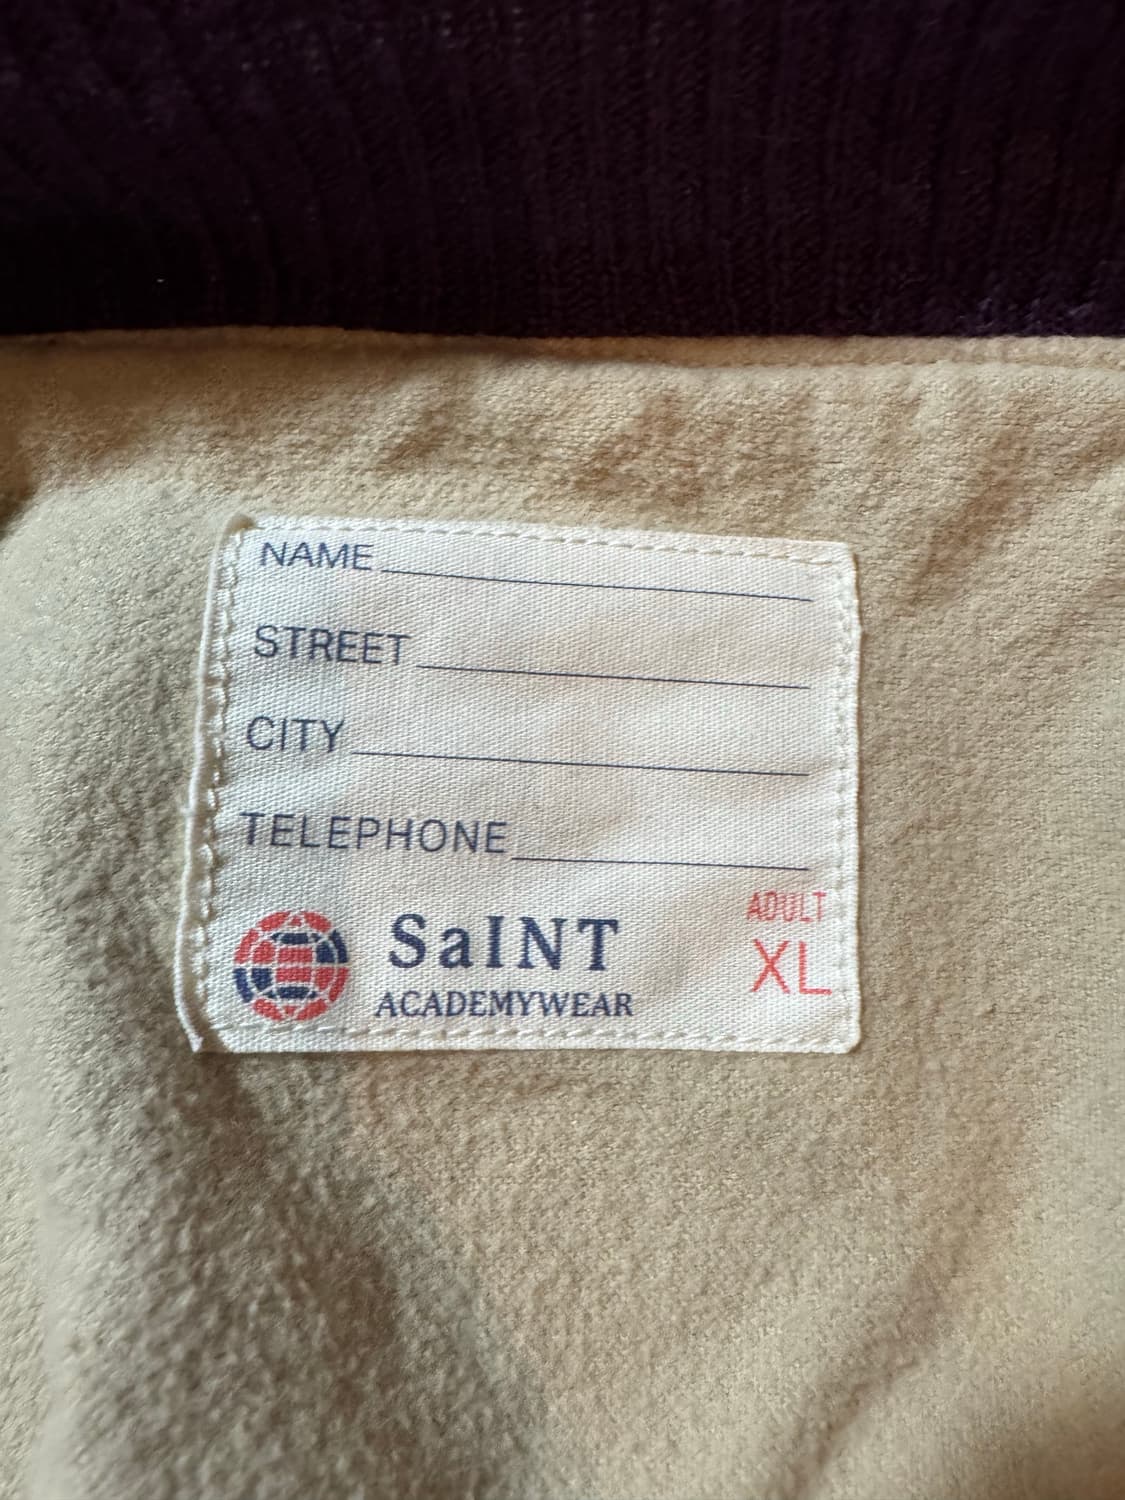 NAME
STREET
CITY
TELEPHONE
SaINT
ACADEMYWEAR
ADULT
XL